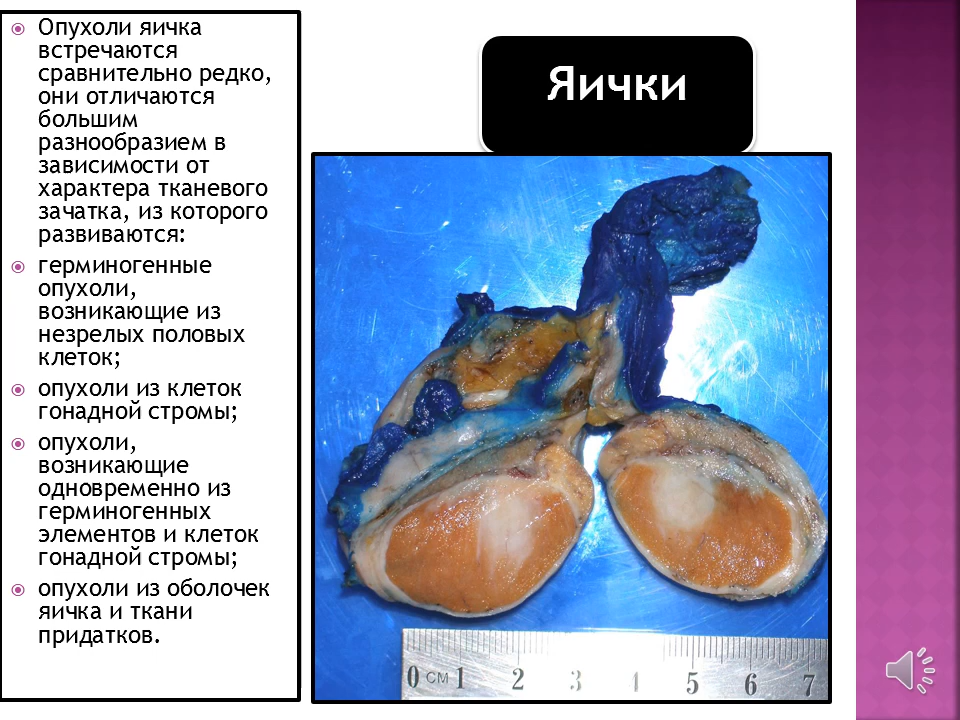 Опухоли яичка
встречаются
сравнительно редко,
они отличаются
большим
разнообразием в
зависимости от
характера тканевого
зачатка, из которого
развиваются:
герминогенные
опухоли,
возникающие из
незрелых половых
клеток;
опухоли из клеток
гонадной стромы;
опухоли,
возникающие
одновременно из
герминогенных
элементов и клеток
гонадной стромы;
опухоли из оболочек
яичка и ткани
придатков.
Яички
0 СМ 1 2 3 4 5 6 7